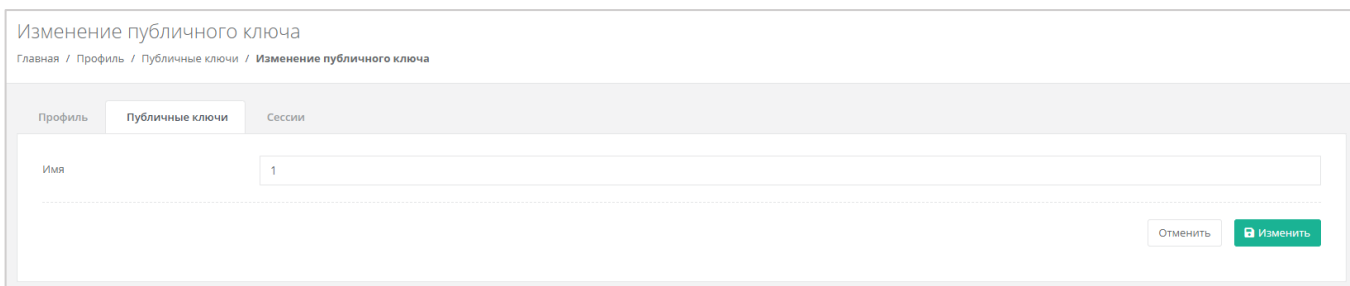 Изменение публичного ключа
Главная / Профиль / Публичные ключи / Изменение публичного ключа
Профиль Публичные ключи Сессии
Имя 1
Отменить Изменить